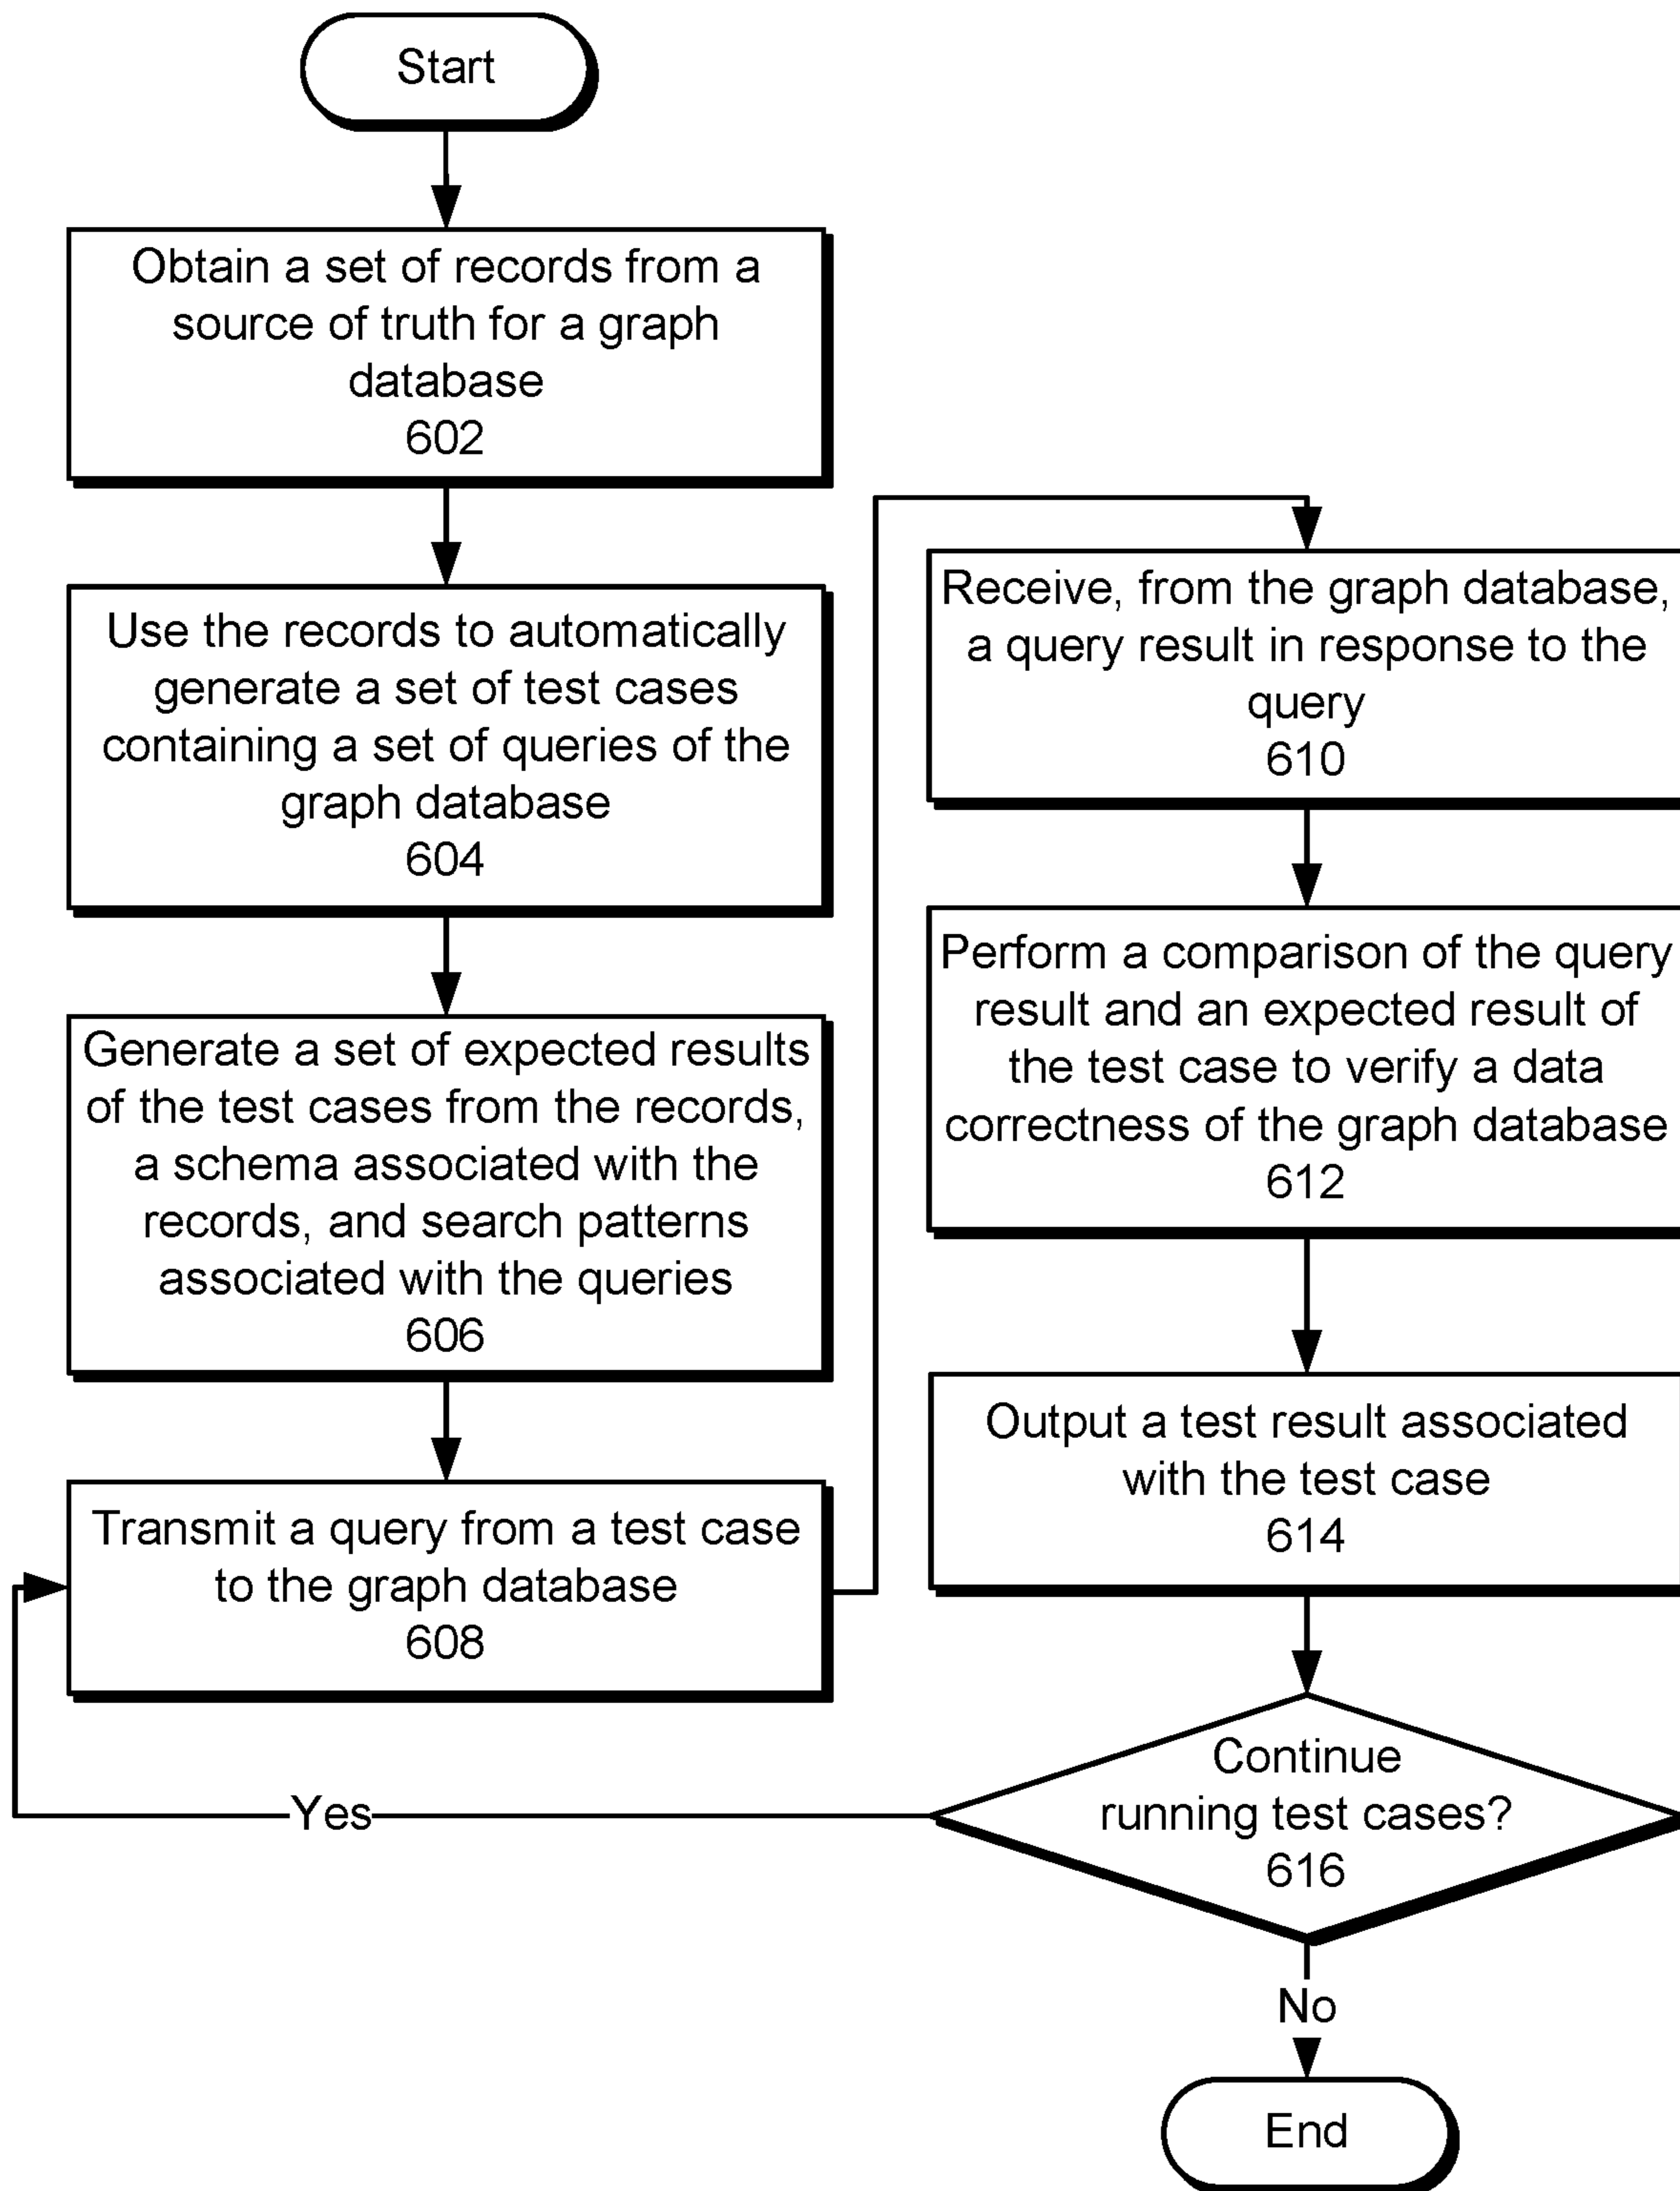 Start
Obtain a set of records from a
source of truth for a graph
database
602
Use the records to automatically
generate a set of test cases
containing a set of queries of the
graph database
604
Generate a set of expected results
of the test cases from the records,
a schema associated with the
records, and search patterns
associated with the queries
606
Transmit a query from a test case
to the graph database
608
Receive, from the graph database,
a query result in response to the
query
610
Perform a comparison of the query
result and an expected result of
the test case to verify a data
correctness of the graph database
612
Output a test result associated
with the test case
614
Continue
running test cases?
616
Yes
No
End